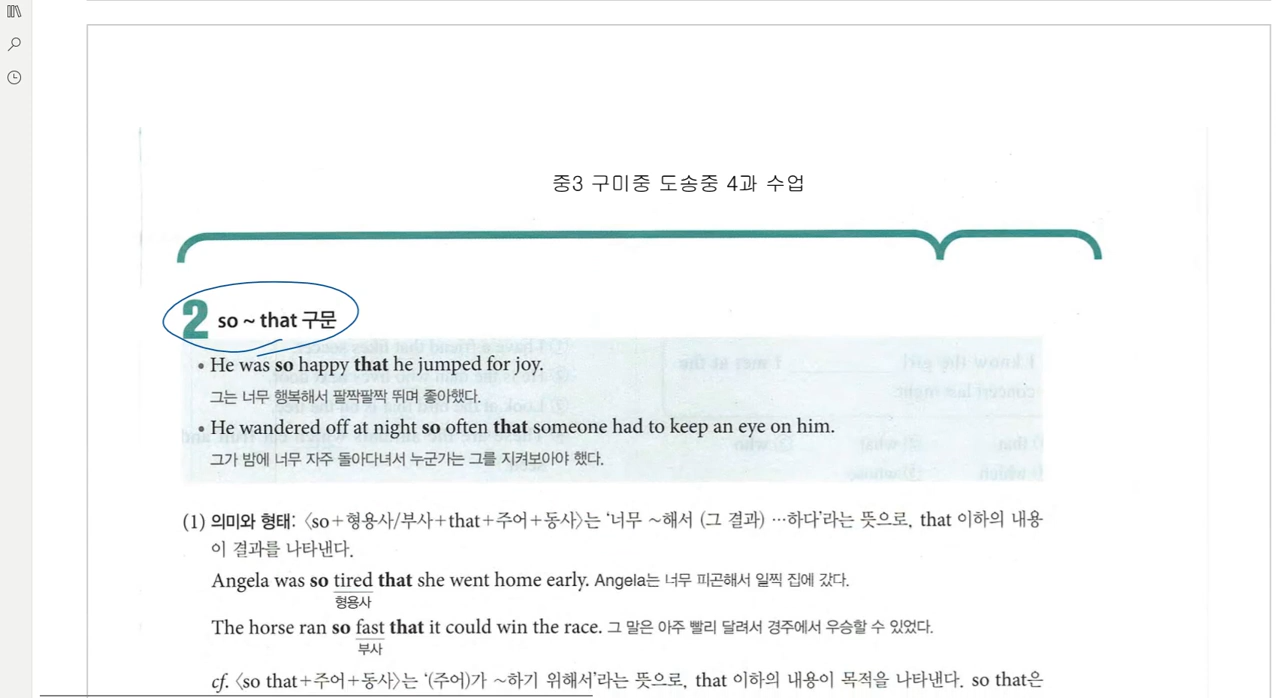 중3 구미중 도송중 4과 수업
2 so ~ that 구문
• He was so happy that he jumped for joy.
그는 너무 행복해서 팔짝팔짝 뛰며 좋아했다.
• He wandered off at night so often that someone had to keep an eye on him.
그가 밤에 너무 자주 돌아다녀서 누군가는 그를 지켜보아야 했다.
(1) 의미와 형태: 〈so+형용사/부사+that+주어+동사〉는 ‘너무 ~해서 (그 결과) …하다’라는 뜻으로, that 이하의 내용
이 결과를 나타낸다.
Angela was so tired that she went home early. Angela는 너무 피곤해서 일찍 집에 갔다.
형용사
The horse ran so fast that it could win the race. 그 말은 아주 빨리 달려서 경주에서 우승할 수 있었다.
부사
cf. 〈so that+주어+동사〉는 ‘(주어)가 ~하기 위해서’라는 뜻으로, that 이하의 내용이 목적을 나타낸다. so that은